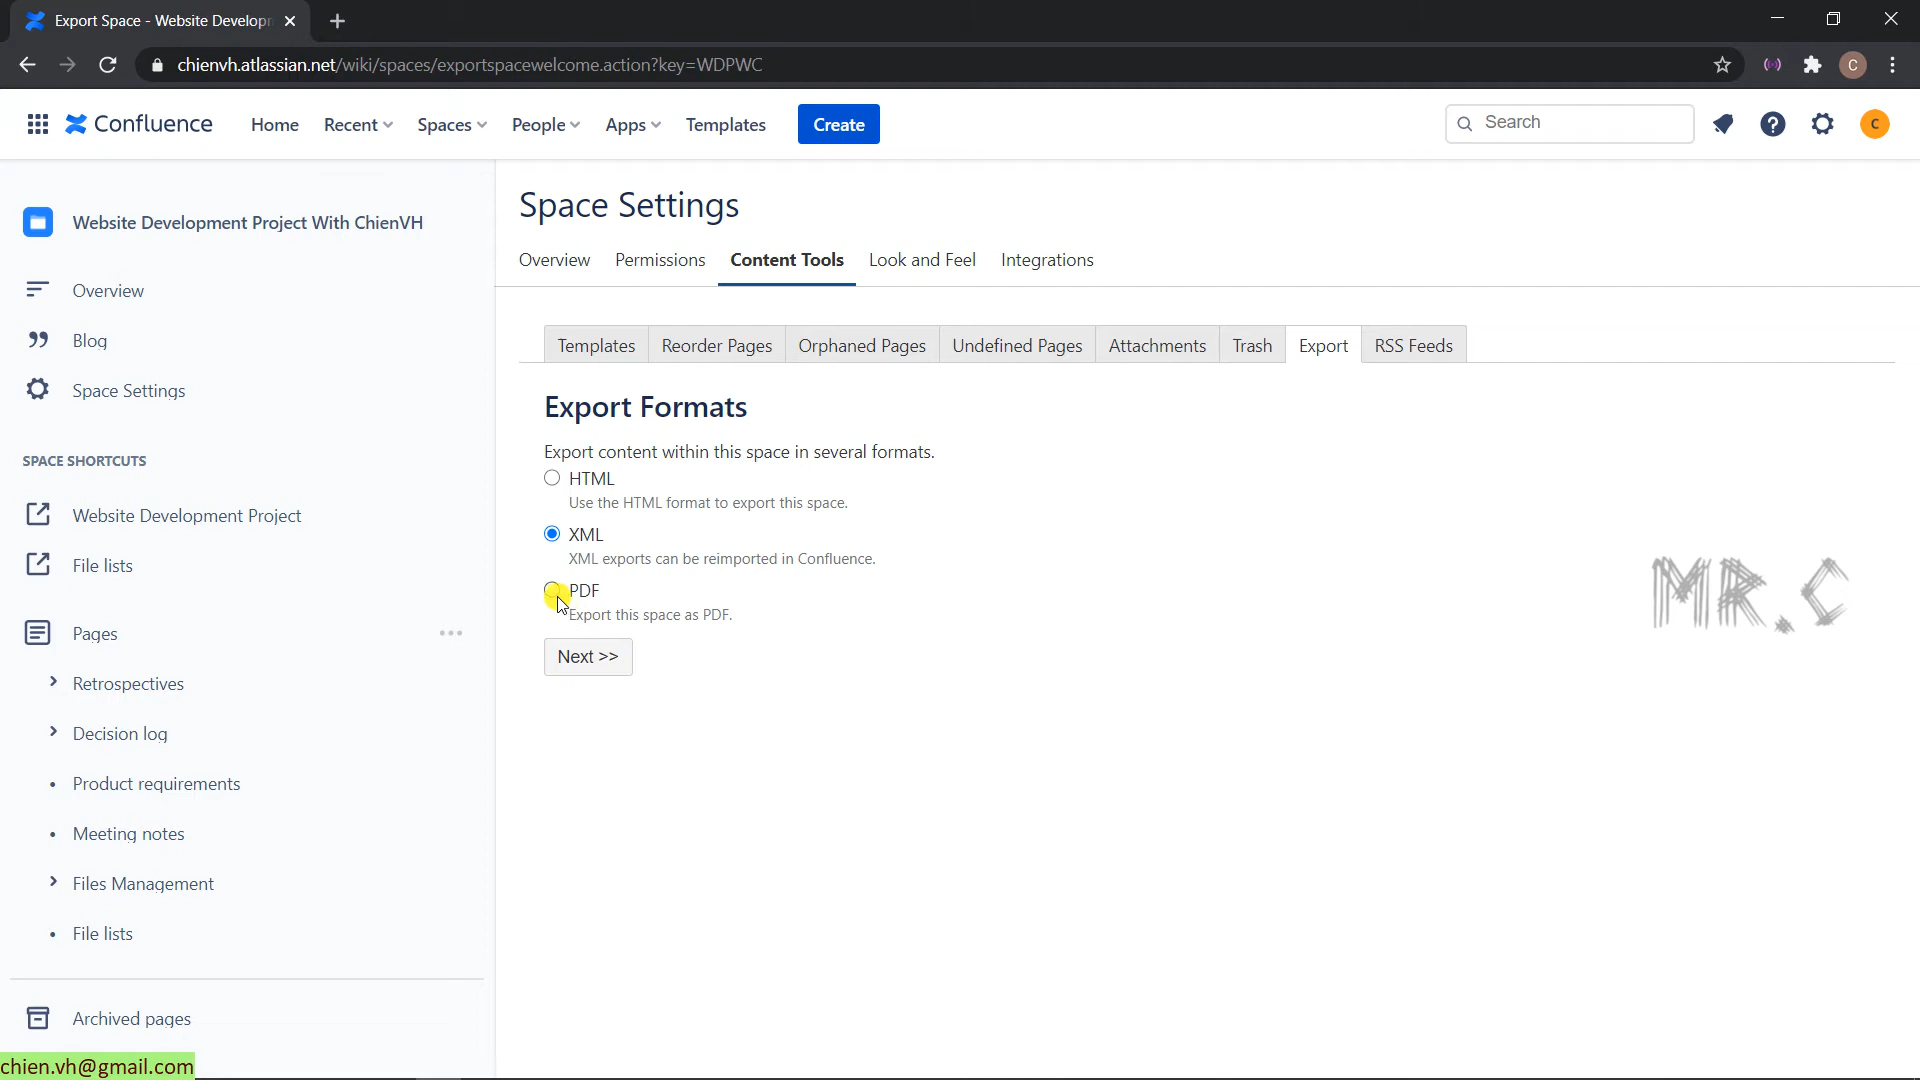 Export Space - Website Developm
chienvh.atlassian.net/wiki/spaces/exportspacewelcome.action?key=WDPWC
C
Confluence
Home
Recent
Spaces
People
Apps
Templates
Create
Search
C
Website Development Project With ChienVH
Overview
Blog
Space Settings
SPACE SHORTCUTS
Website Development Project
File lists
Pages
Retrospectives
Decision log
Product requirements
Meeting notes
Files Management
File lists
Archived pages
chien.vh@gmail.com
Space Settings
Overview
Permissions
Content Tools
Look and Feel
Integrations
Templates
Reorder Pages
Orphaned Pages
Undefined Pages
Attachments
Trash
Export
RSS Feeds
Export Formats
Export content within this space in several formats.
HTML
Use the HTML format to export this space.
XML
XML exports can be reimported in Confluence.
PDF
Export this space as PDF.
Next >>
MR.C